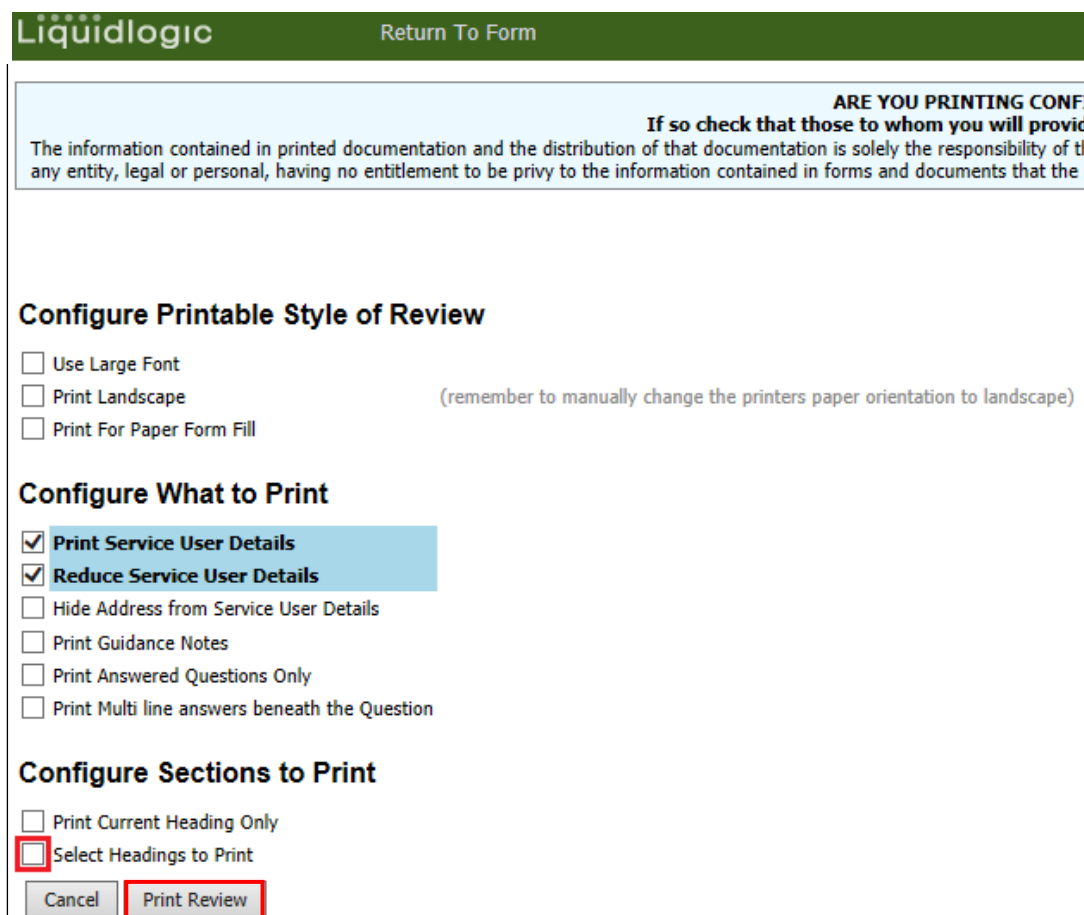 Liquidlogic Return To Form
ARE YOU PRINTING
If so check that those to whom you will
The information contained in printed documentation and the distribution of that documentation is solely the responsibility of
any entity, legal or personal, having no entitlement to be privy to the information contained in forms and documents that the
Configure Printable Style of Review
Use Large Font
Print Landscape (remember to manually change the printers paper orientation to landscape)
Print For Paper Form Fill
Configure What to Print
Print Service User Details
Reduce Service User Details
Hide Address from Service User Details
Print Guidance Notes
Print Answered Questions Only
Print Multi line answers beneath the Question
Configure Sections to Print
Print Current Heading Only
Select Headings to Print
Cancel Print Review